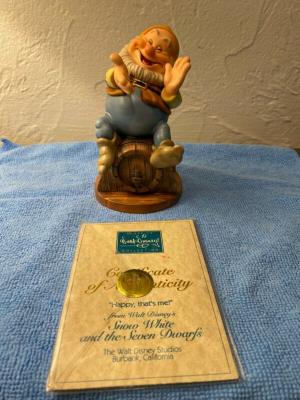 Walt Disney
Certificate
of Authenticity
"Happy, that's me!"
from Walt Disney's
Snow White
and the Seven Dwarfs
The Walt Disney Studios
Burbank, California